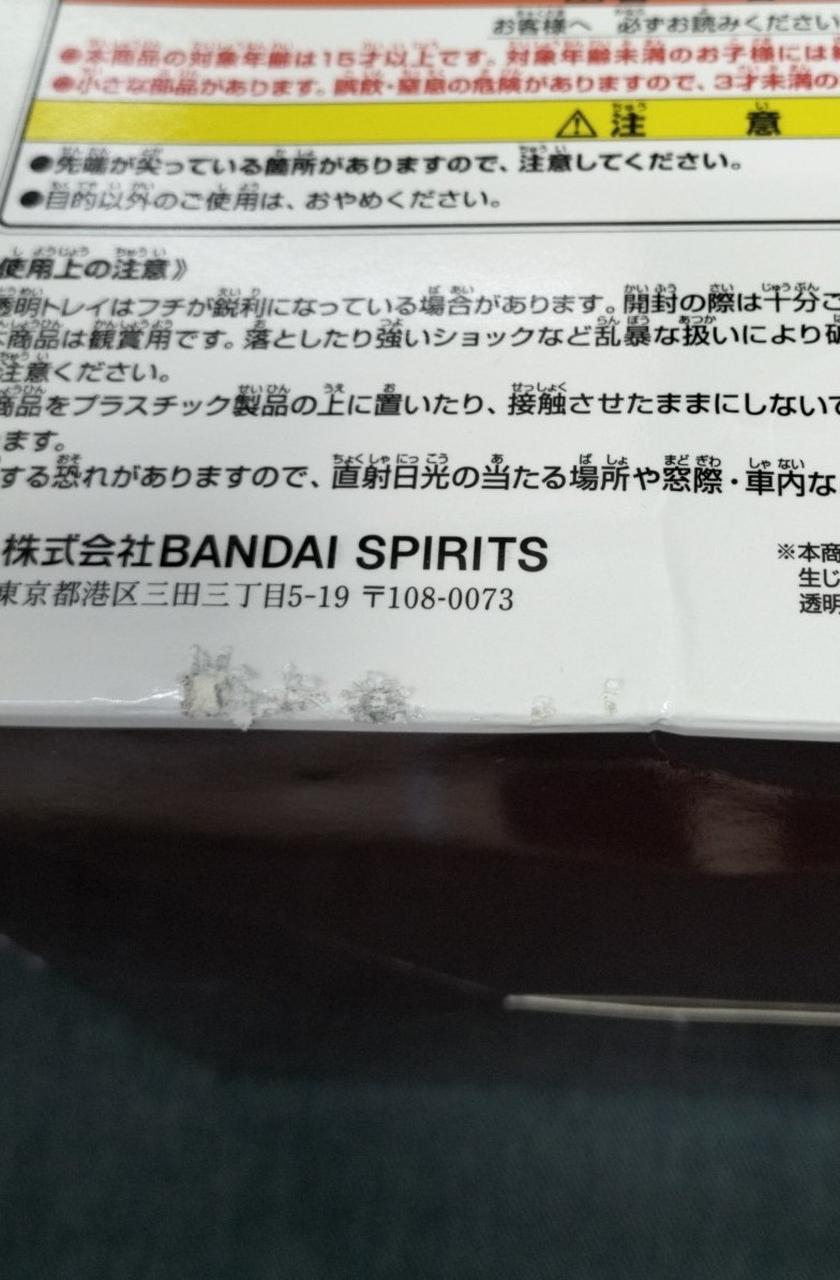 お客様へ 必ずお読みください
●本商品の対象年齢は15才以上です。対象年齢未満のお子様には
●小さな部品があります。誤飲・窒息の危険がありますので、3才未満の
⚠注 意
●先端が尖っている箇所がありますので、注意してください。
●目的以外のご使用は、おやめください。
使用上の注意》
透明トレイはフチが鋭利になっている場合があります。開封の際は十分ご
商品は観賞用です。落としたり強いショックなど乱暴な扱いにより破
注意ください。
商品をプラスチック製品の上に置いたり、接触させたままにしないで
ます。
する恐れがありますので、直射日光の当たる場所や窓際・車内な
株式会社BANDAI SPIRITS
東京都港区三田三丁目5-19 〒108-0073
※本商
生じ
透明